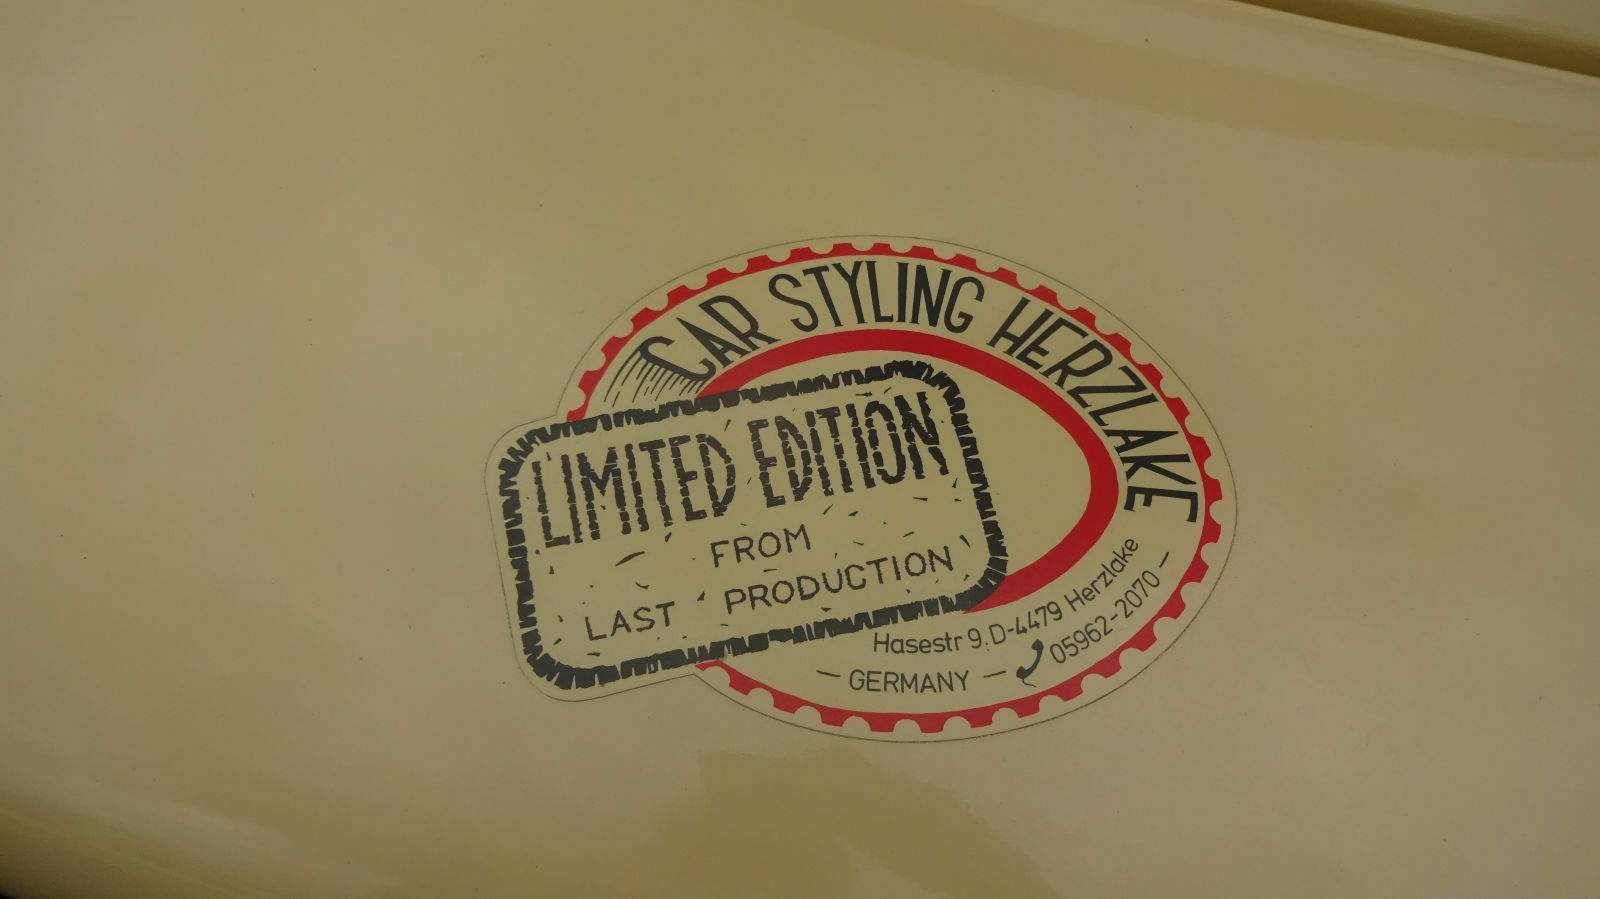 CAR STYLING HERZLAKE
LIMITED EDITION
FROM
LAST PRODUCTION
Hasestr 9. D-4479 Herzlake
GERMANY — 05962-2070 —